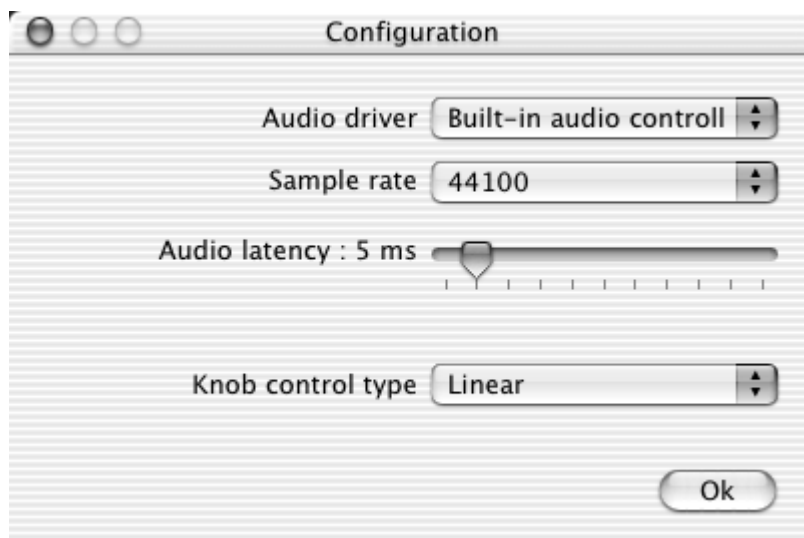 Configuration
Audio driver Built-in audio controll
Sample rate 44100
Audio latency : 5 ms
Knob control type Linear
Ok